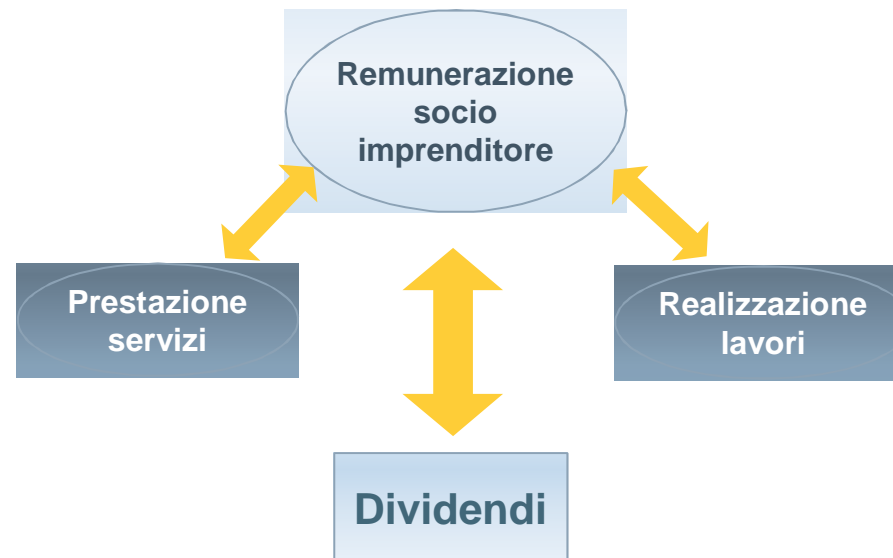 Remunerazione
socio
imprenditore
Prestazione
servizi
Realizzazione
lavori
Dividendi